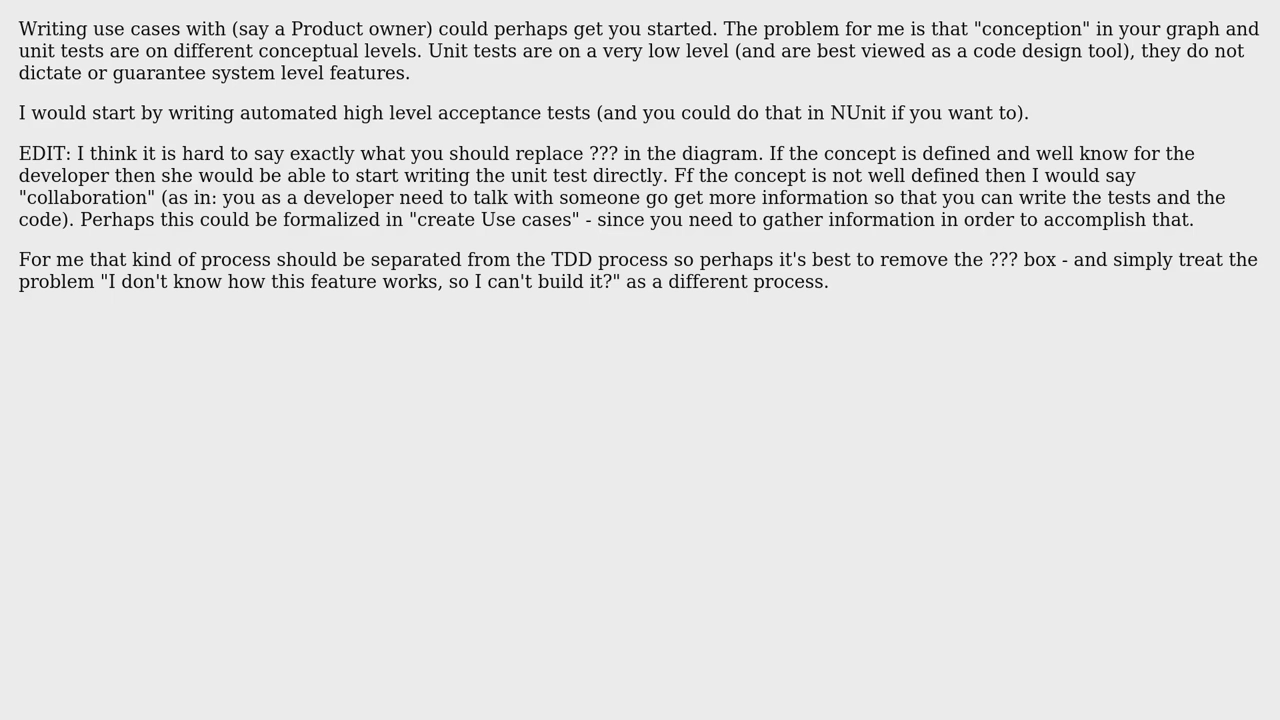 Writing use cases with (say a Product owner) could perhaps get you started. The problem for me is that "conception" in your graph and
unit tests are on different conceptual levels. Unit tests are on a very low level (and are best viewed as a code design tool), they do not
dictate or guarantee system level features.
I would start by writing automated high level acceptance tests (and you could do that in NUnit if you want to).
EDIT: I think it is hard to say exactly what you should replace ??? in the diagram. If the concept is defined and well know for the
developer then she would be able to start writing the unit test directly. Ff the concept is not well defined then I would say
"collaboration" (as in: you as a developer need to talk with someone go get more information so that you can write the tests and the
code). Perhaps this could be formalized in "create Use cases" - since you need to gather information in order to accomplish that.
For me that kind of process should be separated from the TDD process so perhaps it's best to remove the ??? box - and simply treat the
problem "I don't know how this feature works, so I can't build it?" as a different process.